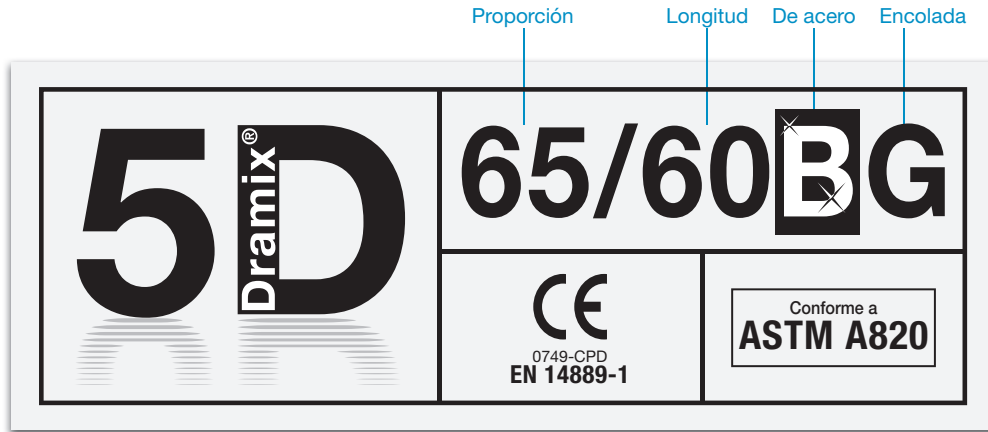 Proporción Longitud De acero Encolada
5D Dramix®
65/60BG
CE
0749-CPD
EN 14889-1
Conforme a
ASTM A820